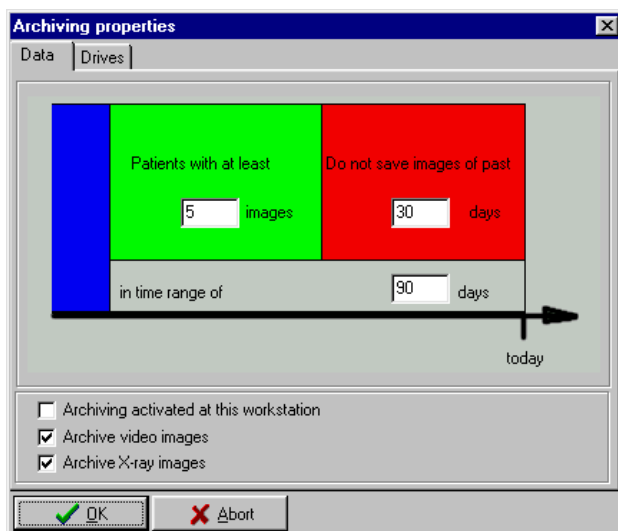 Archiving properties
Data Drives
Patients with at least Do not save images of past
5 images 30 days
in time range of 90 days
today
Archiving activated at this workstation
Archive video images
Archive X-ray images
OK Abort